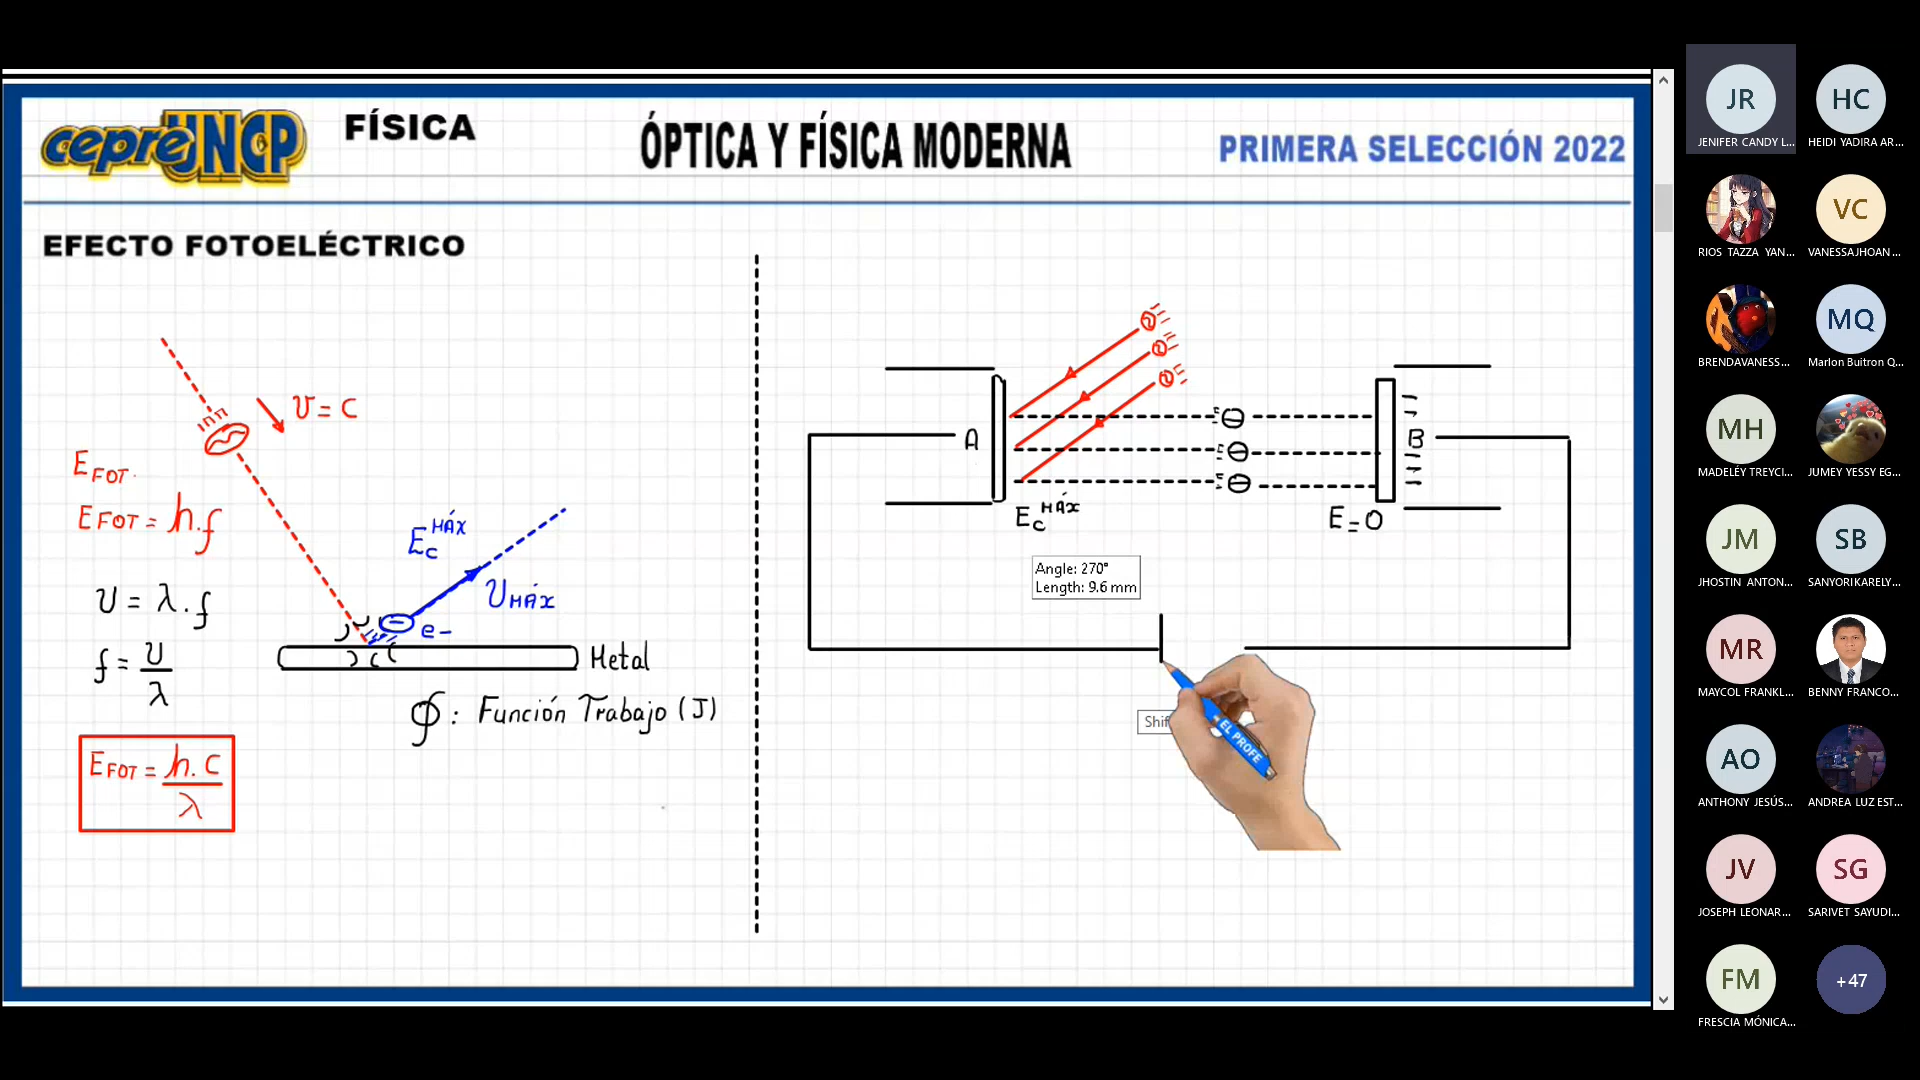 cepre UNCP
FÍSICA
ÓPTICA Y FÍSICA MODERNA
PRIMERA SELECCIÓN 2022
EFECTO FOTOELÉCTRICO
v = c
EFOT.
EFOT = h.f
v = λ.f
f = v/λ
EFOT = h.c/λ
Ec MÁX
vMÁX
e-
Metal
ϕ: Función Trabajo (J)
A
B
Ec MÁX
E=0
Angle: 270°
Length: 9.6 mm
Shif
EL PROFE
JR
JENIFER CANDY L...
HC
HEIDI YADIRA AR...
RIOS TAZZA YAN...
VC
VANESSAJHOAN...
BRENDAVANESS...
MQ
Marlon Buitron Q...
MH
MADELÉY TREYCI...
JUMEY YESSY EG...
JM
JHOSTIN ANTON...
SB
SANYORIKARELY...
MR
MAYCOL FRANKL...
BENNY FRANCO...
AO
ANTHONY JESÚS...
ANDREA LUZ EST...
JV
JOSEPH LEONAR...
SG
SARIVET SAYUDI...
FM
FRESCIA MÓNICA...
+47